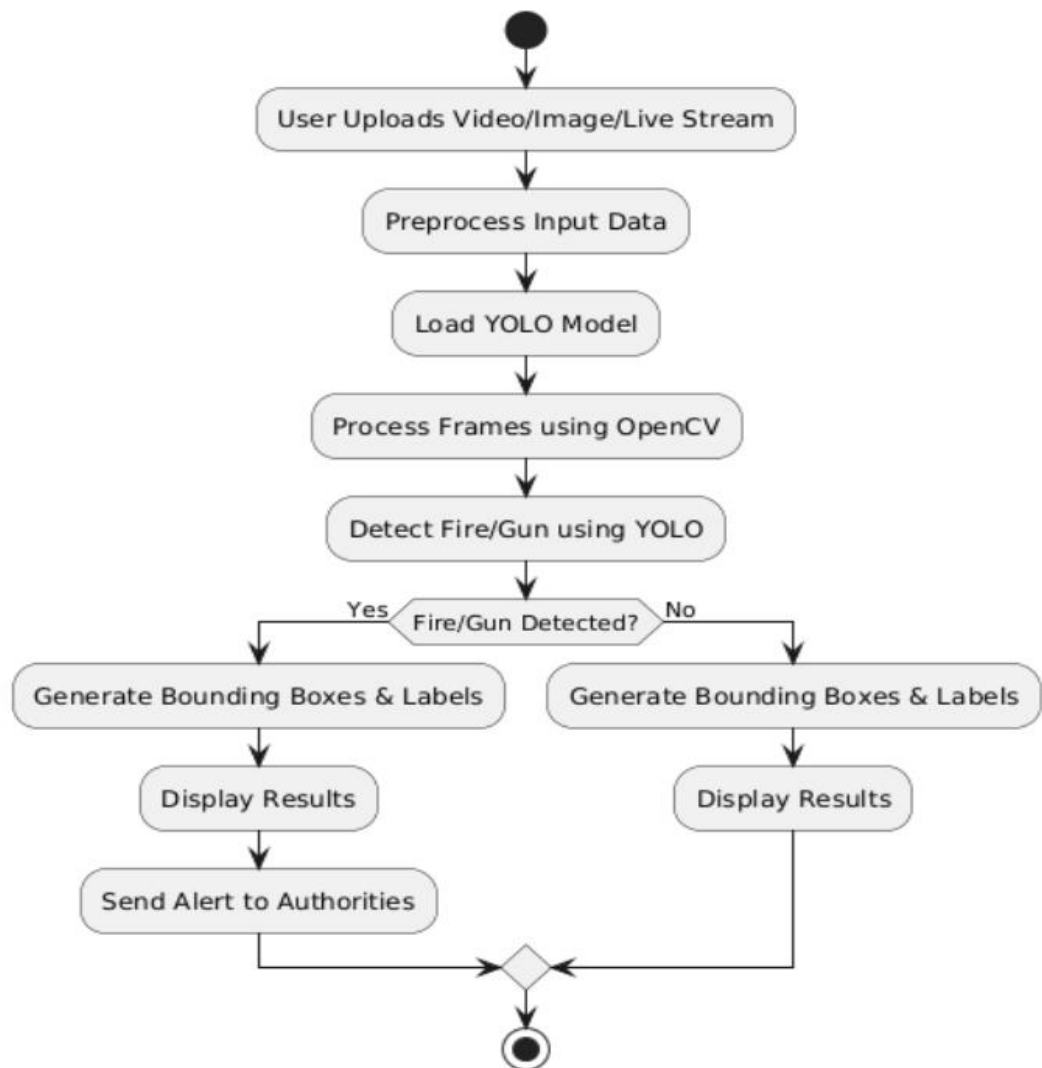 User Uploads Video/Image/Live Stream
Preprocess Input Data
Load YOLO Model
Process Frames using OpenCV
Detect Fire/Gun using YOLO
Yes
Fire/Gun Detected?
No
Generate Bounding Boxes & Labels
Generate Bounding Boxes & Labels
Display Results
Display Results
Send Alert to Authorities